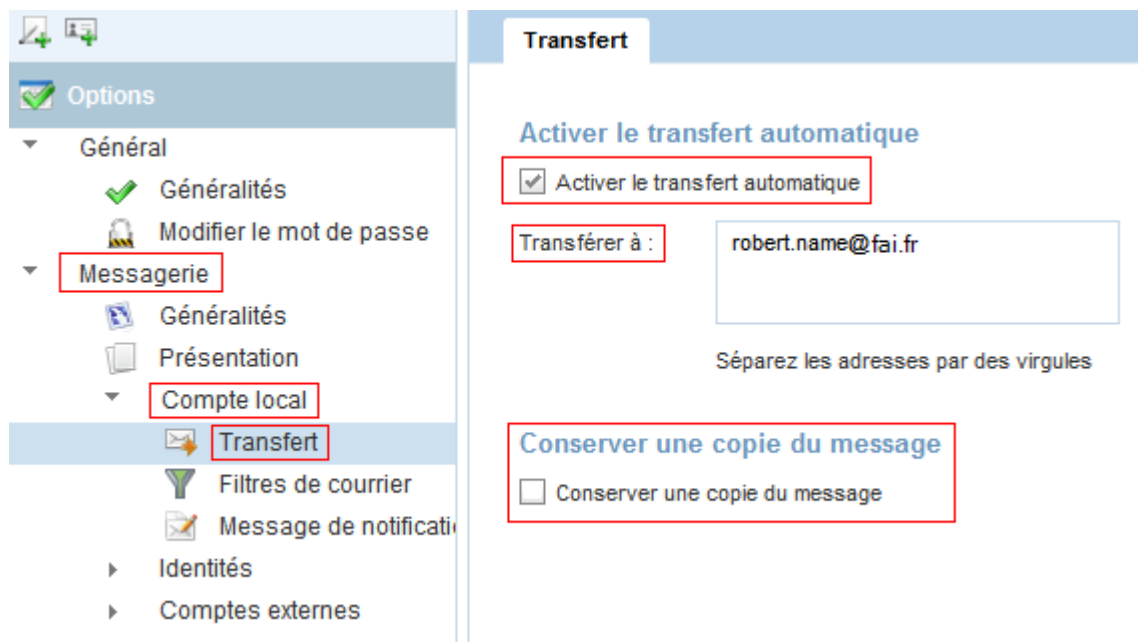 Options
Général
Généralités
Modifier le mot de passe
Messagerie
Généralités
Présentation
Compte local
Transfert
Filtres de courrier
Message de notificati
Identités
Comptes externes
Transfert
Activer le transfert automatique
Activer le transfert automatique
Transférer à : robert.name@fai.fr
Séparez les adresses par des virgules
Conserver une copie du message
Conserver une copie du message